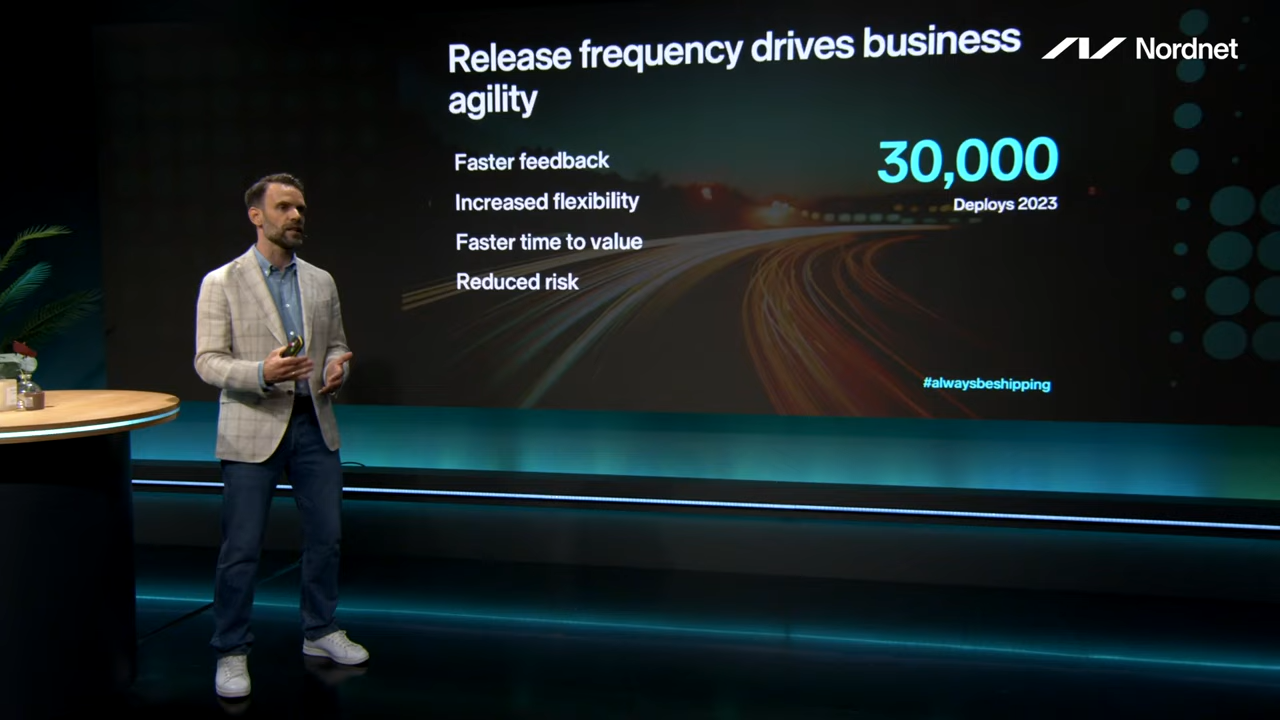 Release frequency drives business
agility
Nordnet
Faster feedback
Increased flexibility
Faster time to value
Reduced risk
30,000
Deploys 2023
#alwaysbeshipping